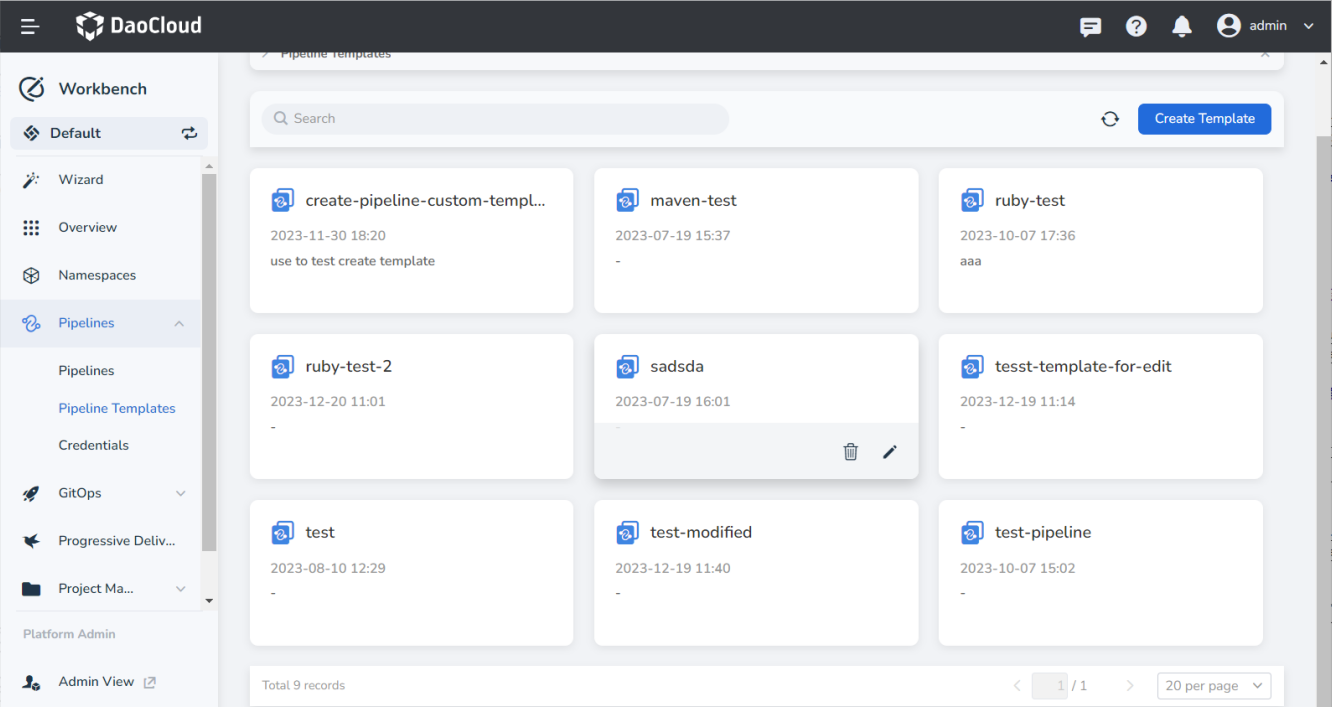 DaoCloud
admin
Pipeline Templates
Workbench
Default
Wizard
Overview
Namespaces
Pipelines
Pipelines
Pipeline Templates
Credentials
GitOps
Progressive Deliv...
Project Ma...
Platform Admin
Admin View
Search
Create Template
create-pipeline-custom-templ...
2023-11-30 18:20
use to test create template
maven-test
2023-07-19 15:37
-
ruby-test
2023-10-07 17:36
aaa
ruby-test-2
2023-12-20 11:01
-
sadsda
2023-07-19 16:01
-
tesst-template-for-edit
2023-12-19 11:14
-
test
2023-08-10 12:29
-
test-modified
2023-12-19 11:40
-
test-pipeline
2023-10-07 15:02
-
Total 9 records
1 / 1
20 per page